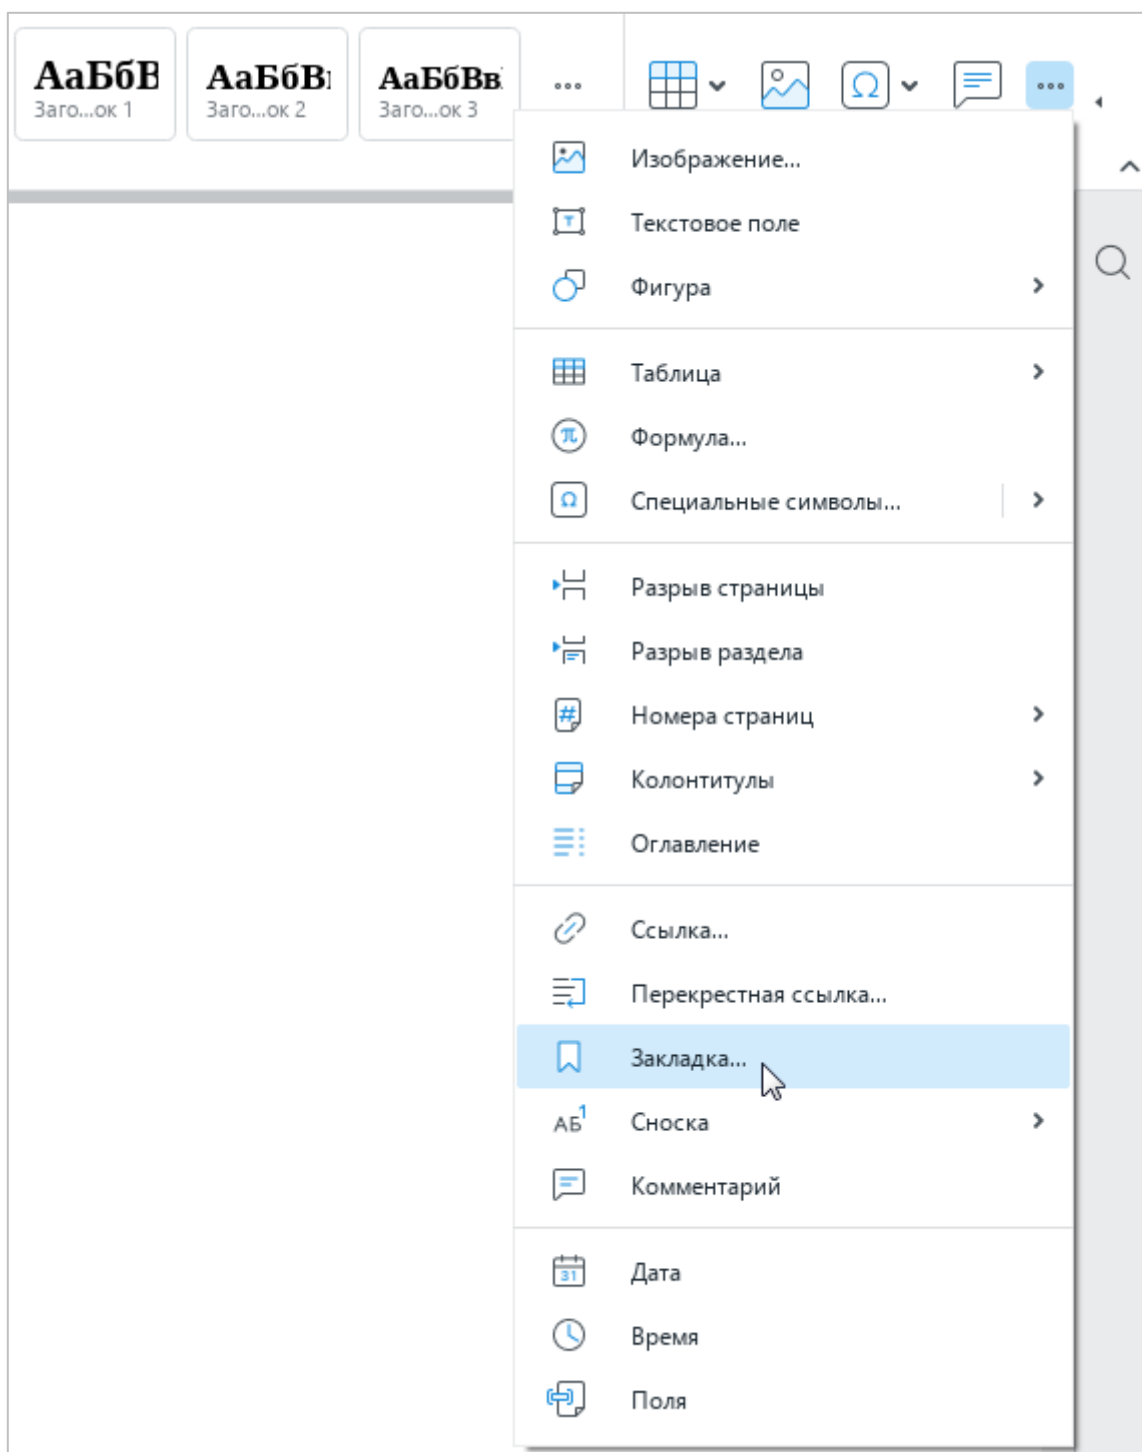 АаБбВ
Заго...ок 1
АаБбВ
Заго...ок 2
АаБбВв
Заго...ок 3
Изображение...
Текстовое поле
Фигура
Таблица
Формула...
Специальные символы...
Разрыв страницы
Разрыв раздела
Номера страниц
Колонтитулы
Оглавление
Ссылка...
Перекрестная ссылка...
Закладка...
АБ1
Сноска
Комментарий
31
Дата
Время
Поля